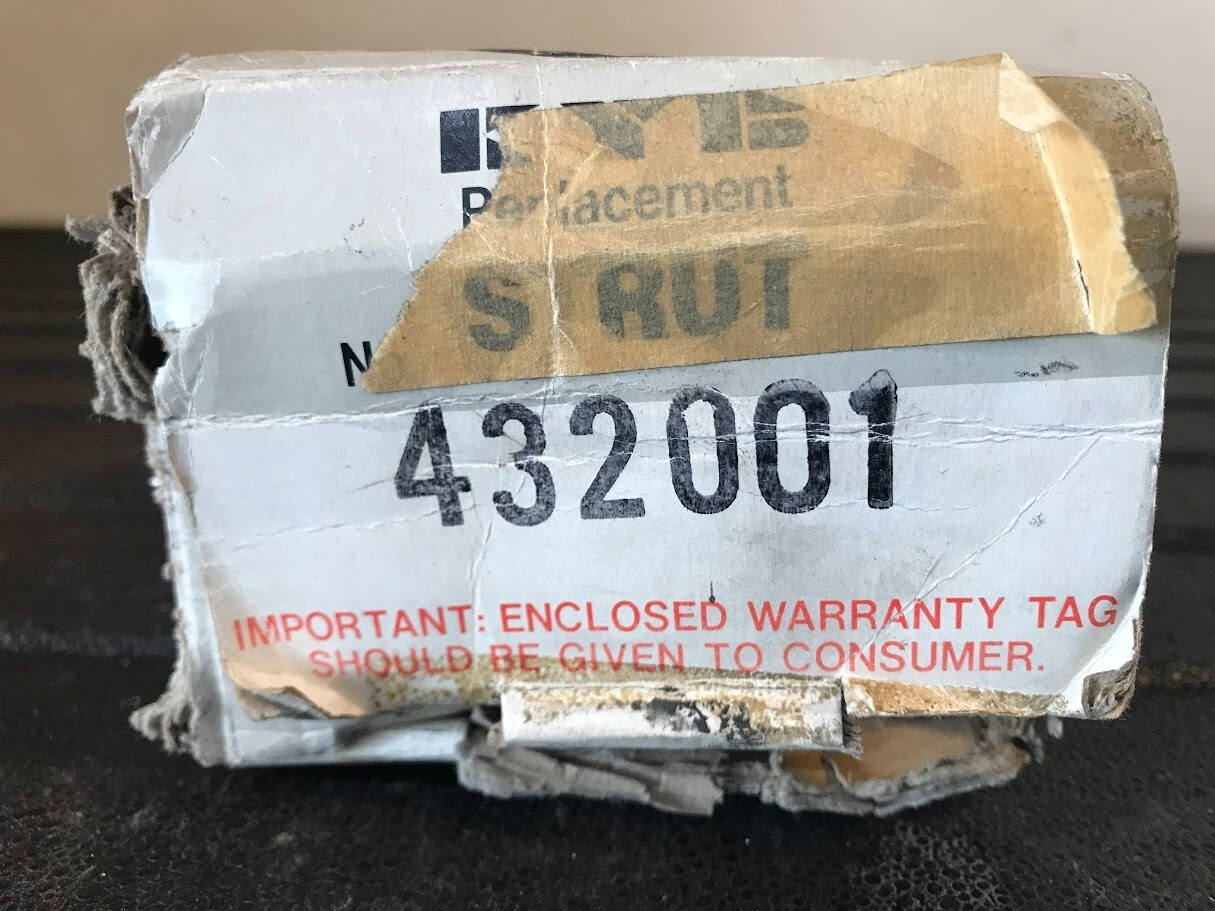 KYB
Replacement
STRUT
N
432001
IMPORTANT: ENCLOSED WARRANTY TAG
SHOULD BE GIVEN TO CONSUMER.